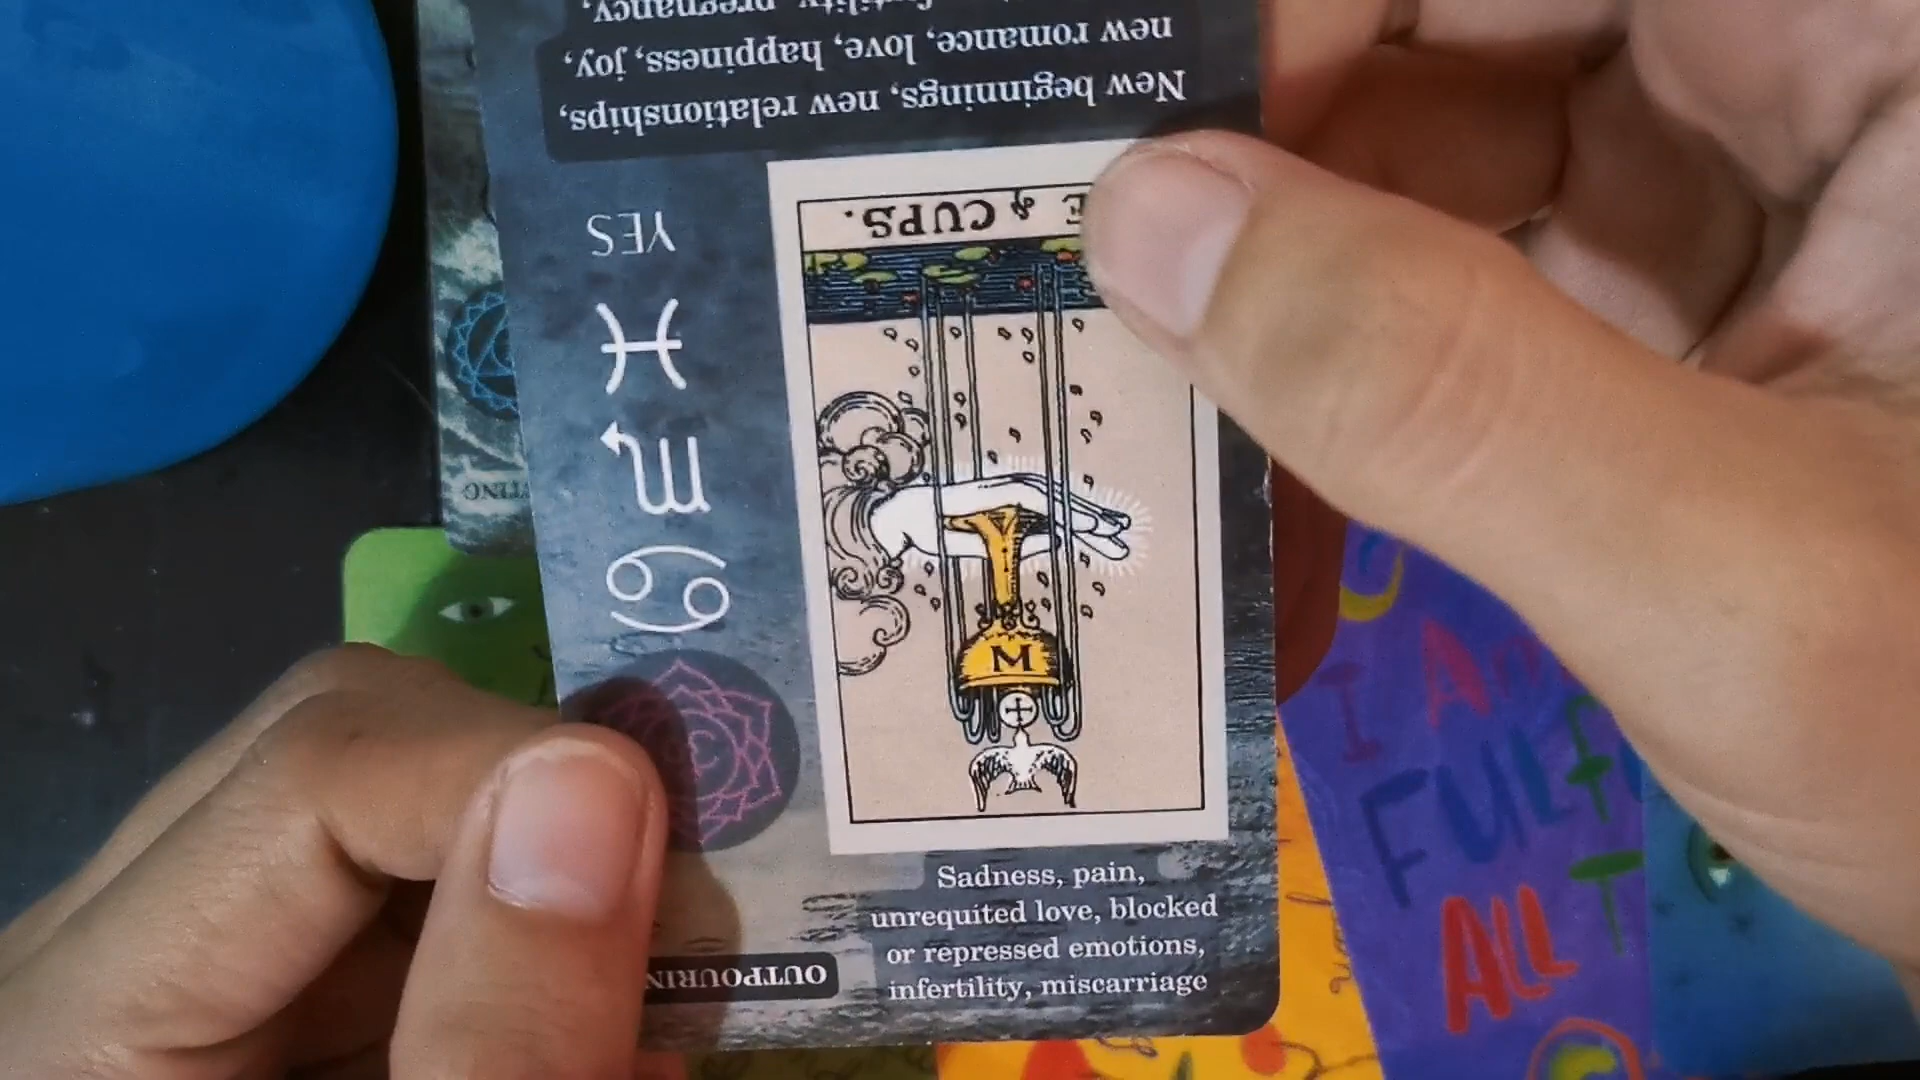 fertility, pregnancy,
new romance, love, happiness, joy,
New beginnings, new relationships,
YES
CUPS.
M
Sadness, pain,
unrequited love, blocked
or repressed emotions,
infertility, miscarriage
I Am
FULf
ALL T